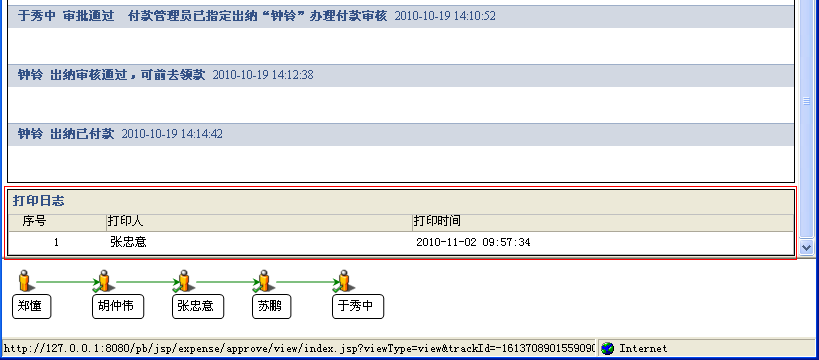 于秀中 审批通过 付款管理员已指定出纳“钟铃”办理付款审核 2010-10-19 14:10:52
钟铃 出纳审核通过，可前去领款 2010-10-19 14:12:38
钟铃 出纳已付款 2010-10-19 14:14:42
打印日志
序号 打印人 打印时间
1 张忠意 2010-11-02 09:57:34
郑懂 胡仲伟 张忠意 苏鹏 于秀中
http://127.0.0.1:8080/pb/jsp/expense/approve/view/index.jsp?viewType=view&trackId=-1613708901559090 Internet